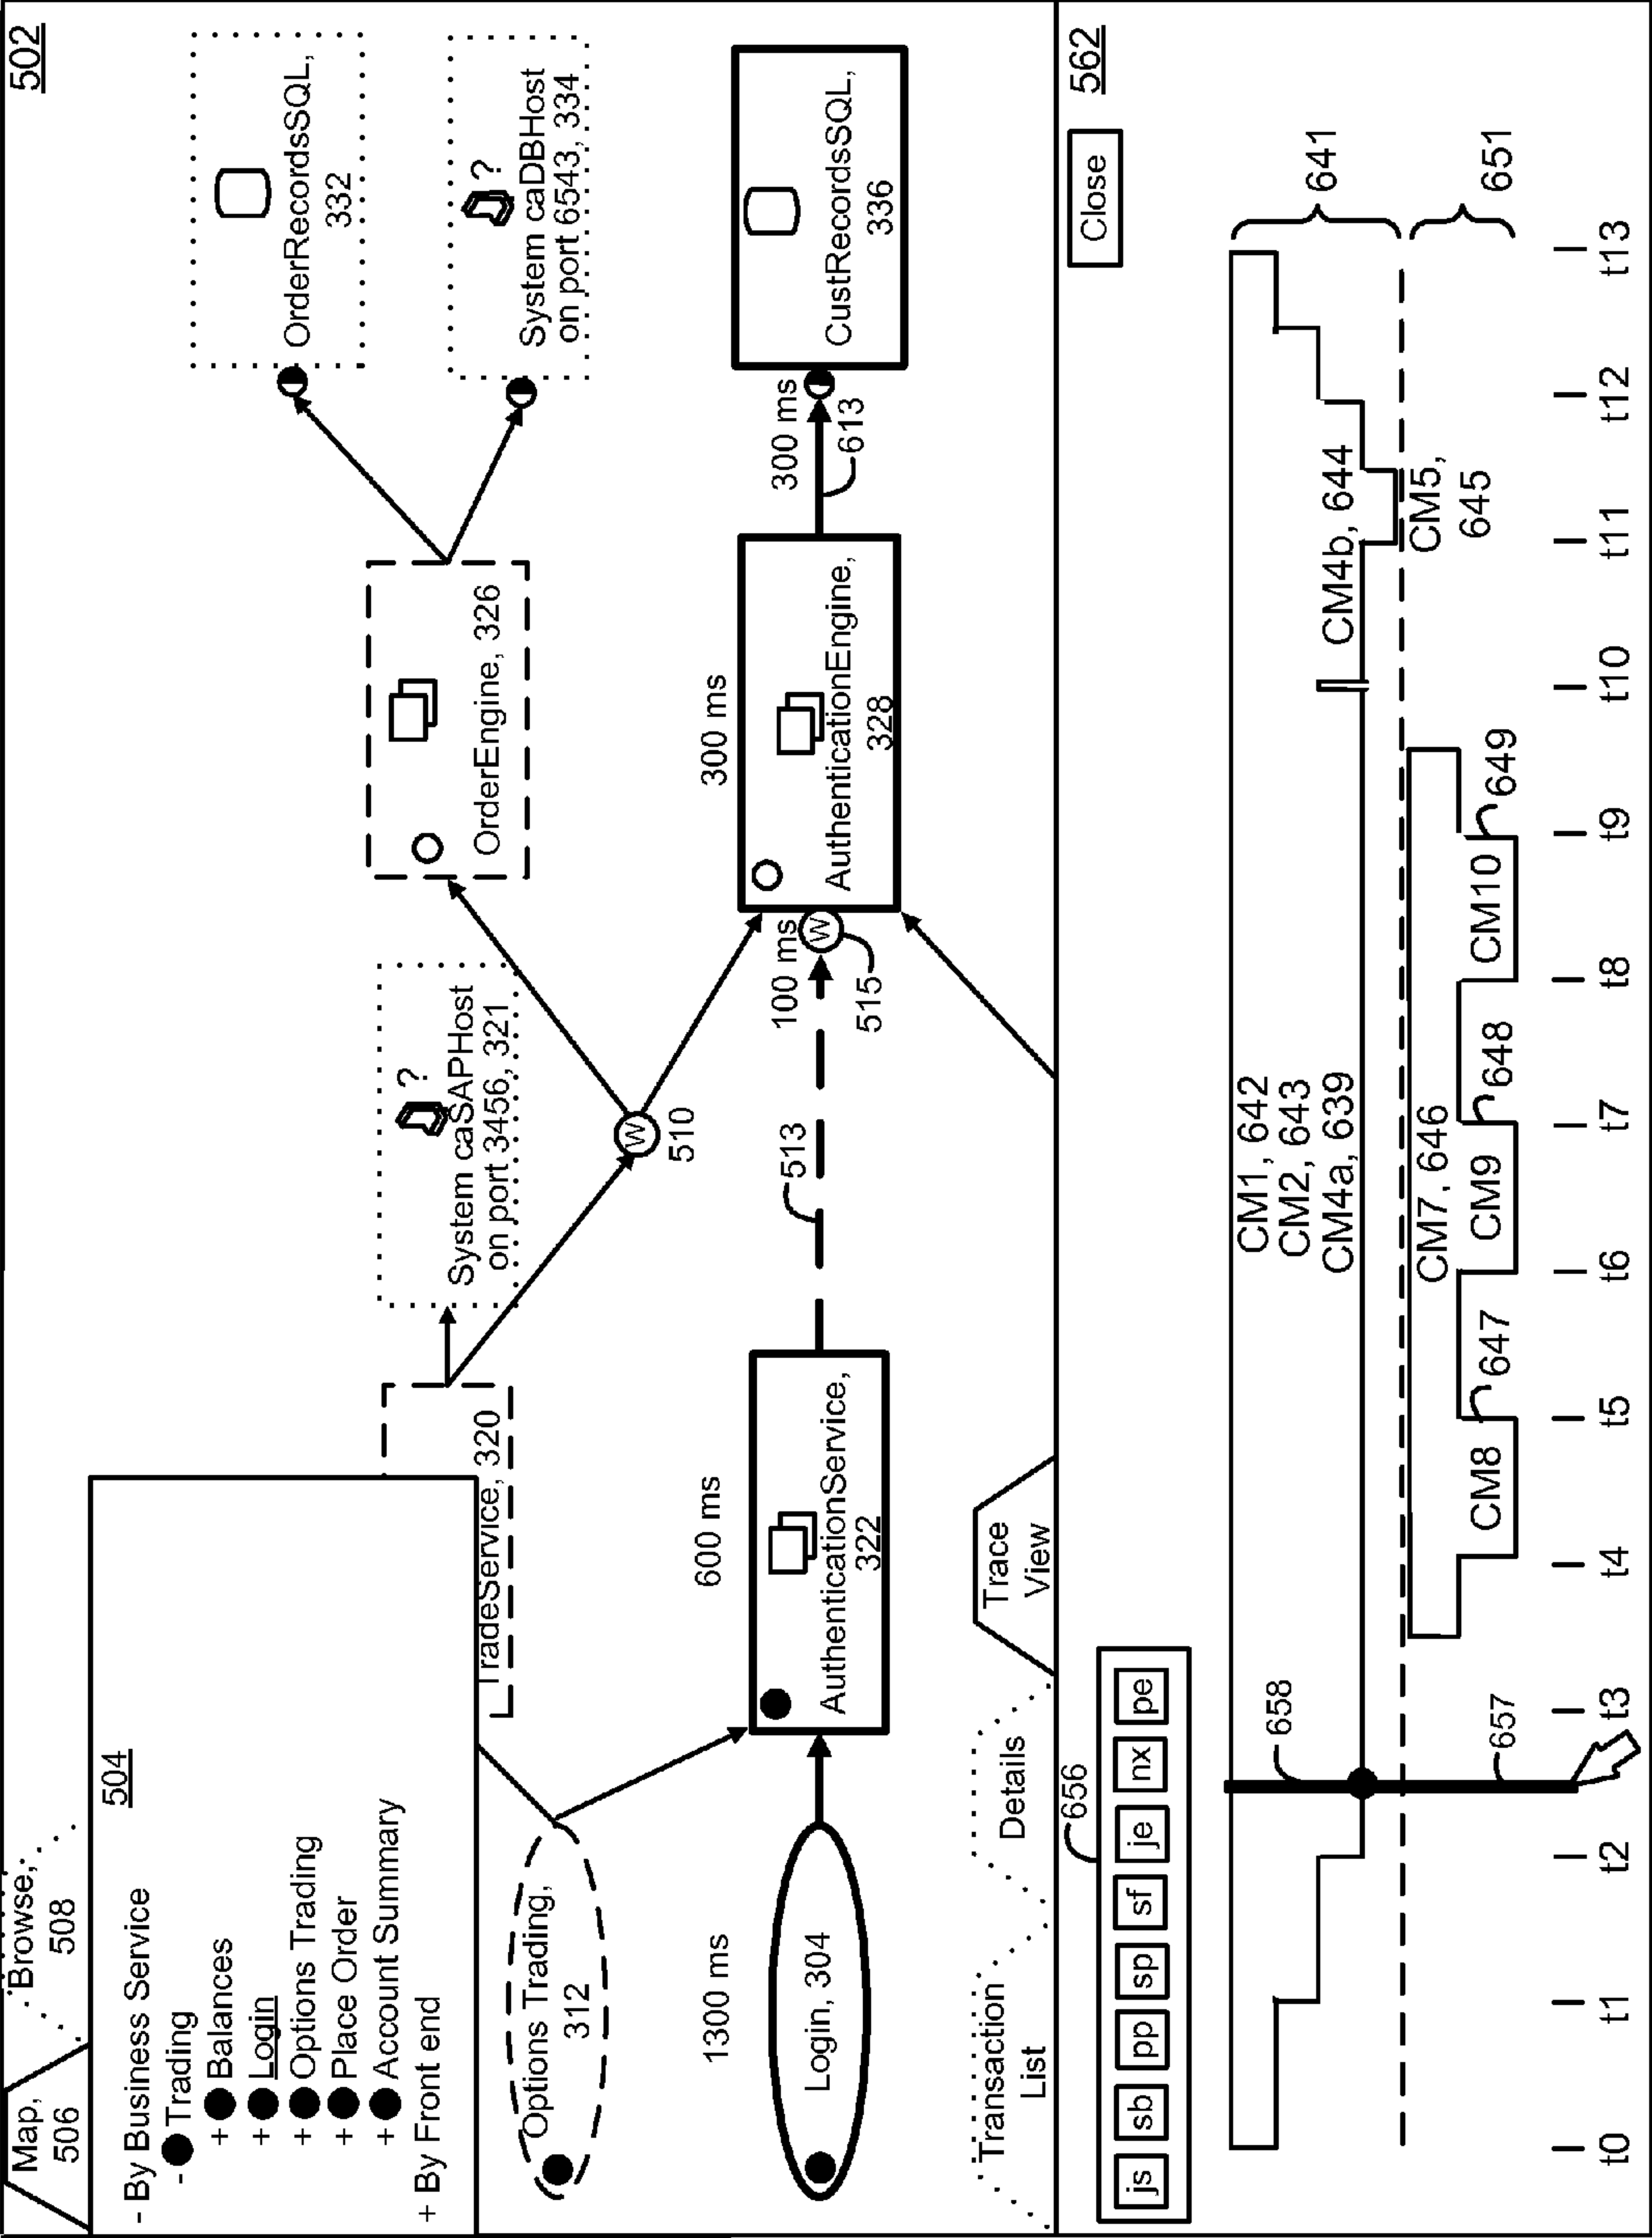 502
Map,
506
Browse,
508
504
- By Business Service
- Trading
+ Balances
+ Login
+ Options Trading
+ Place Order
+ Account Summary
+ By Front end
TradeService, 320
?
System caSAPHost
on port 3456, 321
W
510
OrderEngine, 326
OrderRecordsSQL,
332
?
System caDBHost
on port 6543, 334
Options Trading,
312
1300 ms
Login, 304
600 ms
AuthenticationService,
322
513
100 ms
W
515
300 ms
AuthenticationEngine,
328
300 ms
613
CustRecordsSQL,
336
Transaction
List
Details
Trace
View
562
Close
656
js
sb
pp
sp
sf
je
nx
pe
658
657
CM1, 642
CM2, 643
CM4a, 639
CM4b, 644
CM5,
645
641
651
CM7, 646
CM8
647
CM9
648
CM10
649
t0
t1
t2
t3
t4
t5
t6
t7
t8
t9
t10
t11
t12
t13